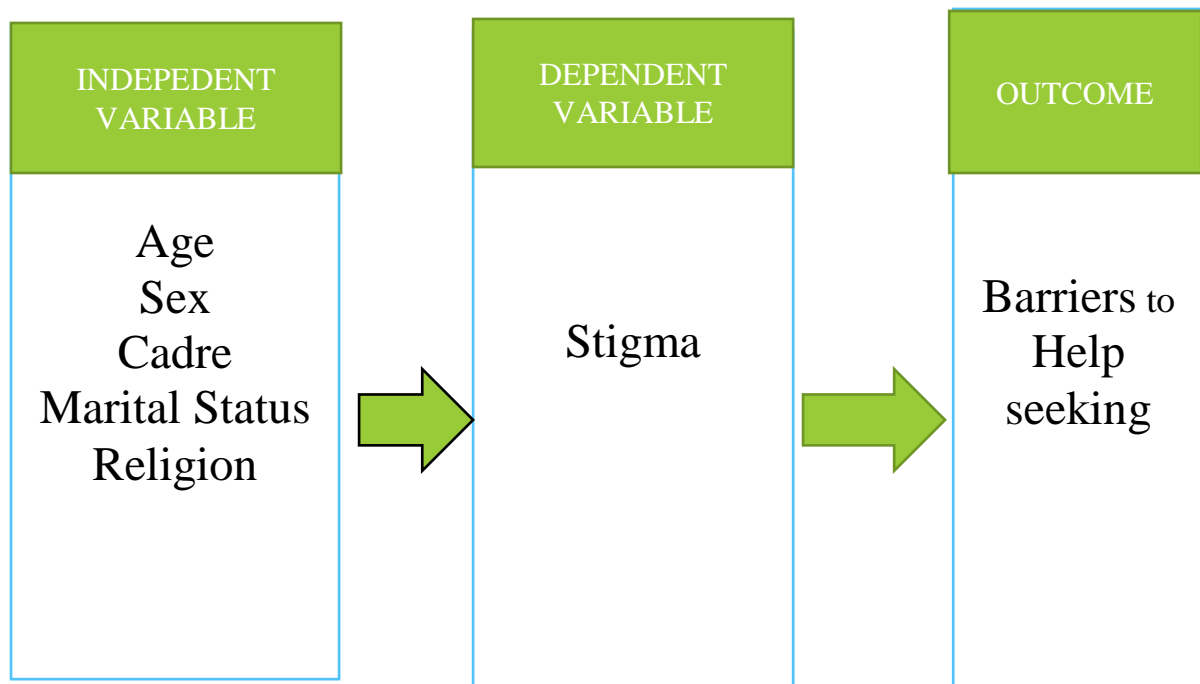 INDEPEDENT
VARIABLE
Age
Sex
Cadre
Marital Status
Religion
DEPENDENT
VARIABLE
Stigma
OUTCOME
Barriers to
Help
seeking